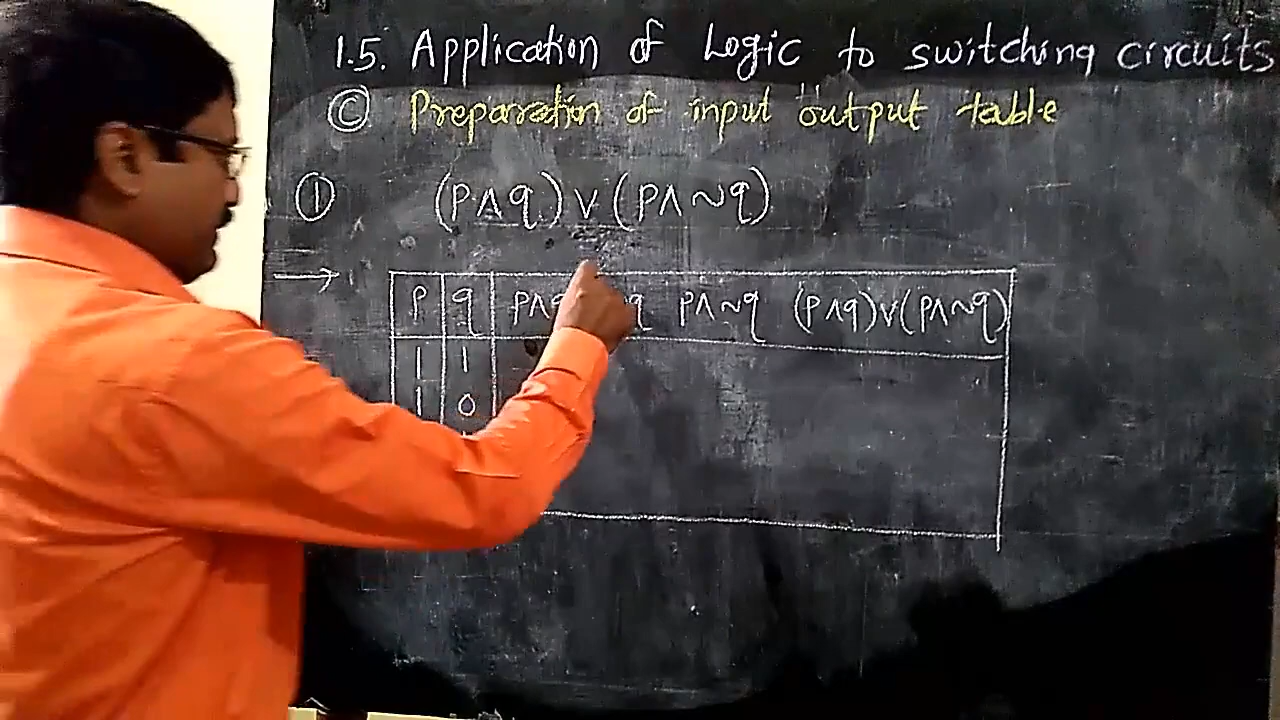 1.5. Application of Logic to switching circuits
Ⓒ Preparation of input output table
① (p∧q)∨(p∧~q)
→ p q p∧q q p∧~q (p∧q)∨(p∧~q)
1 1
1 0